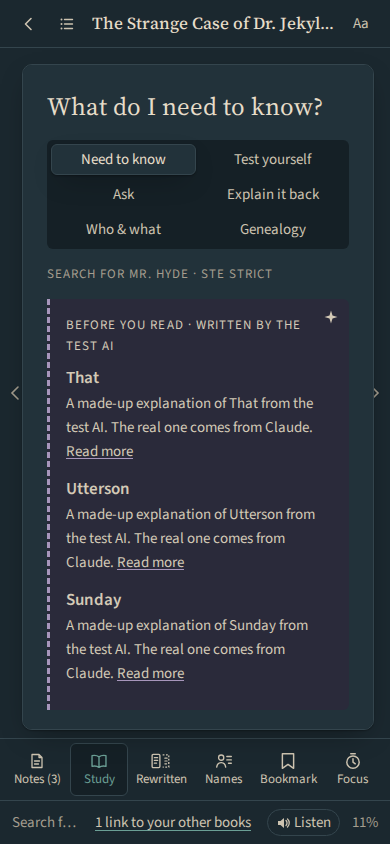 The Strange Case of Dr. Jekyl... Aa
What do I need to know?
Need to know Test yourself
Ask Explain it back
Who & what Genealogy
SEARCH FOR MR. HYDE · STE STRICT
BEFORE YOU READ · WRITTEN BY THE
TEST AI
That
A made-up explanation of That from the
test AI. The real one comes from Claude.
Read more
Utterson
A made-up explanation of Utterson from
the test AI. The real one comes from
Claude. Read more
Sunday
A made-up explanation of Sunday from
the test AI. The real one comes from
Claude. Read more
Notes (3) Study Rewritten Names Bookmark Focus
Search f... 1 link to your other books Listen 11%